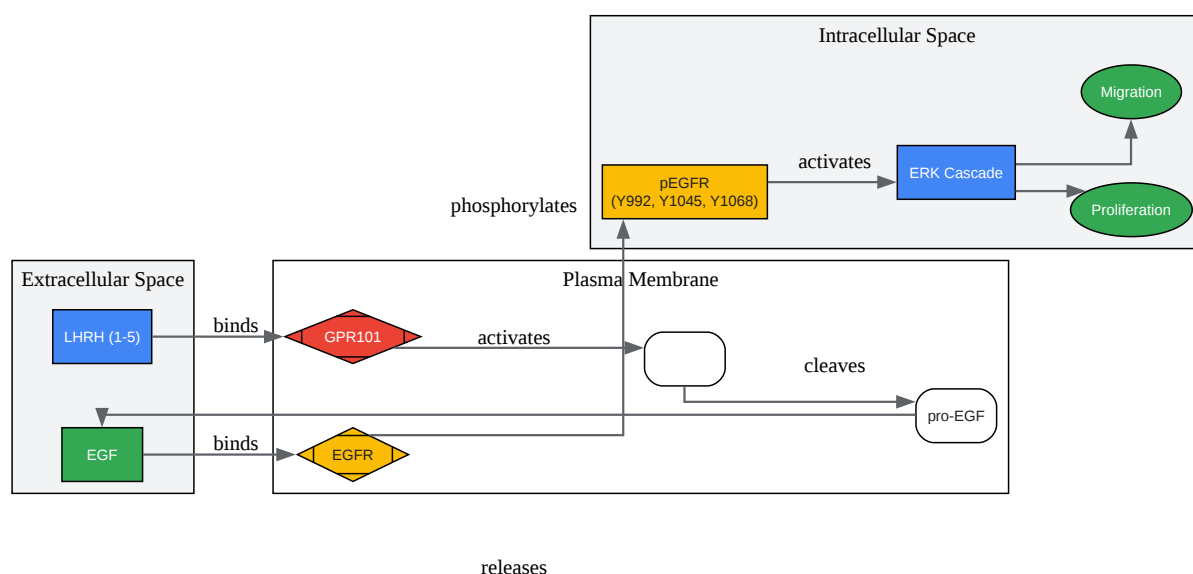 Intracellular Space
Migration
activates
ERK Cascade
pEGFR
(Y992, Y1045, Y1068)
phosphorylates
Proliferation
Extracellular Space
Plasma Membrane
LHRH (1-5)
binds
GPR101
activates
cleaves
pro-EGF
EGF
binds
EGFR
releases